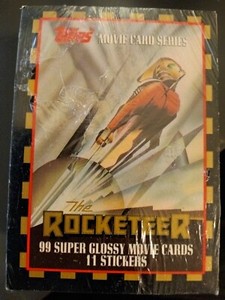 Topps MOVIE CARD SERIES
The
ROCKETEER
99 SUPER GLOSSY MOVIE CARDS
11 STICKERS